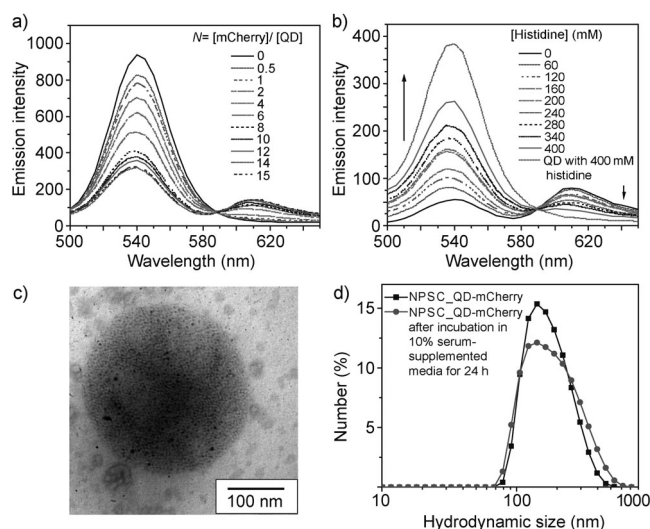 a)
N= [mCherry]/ [QD]
0
0.5
1
2
4
6
8
10
12
14
15
1000
800
600
400
200
0
Emission intensity
500 540 580 620
Wavelength (nm)
b)
[Histidine] (mM)
0
60
120
160
200
240
280
340
400
QD with 400 mM
histidine
400
300
200
100
0
Emission intensity
500 540 580 620
Wavelength (nm)
c)
100 nm
d)
NPSC_QD-mCherry
NPSC_QD-mCherry
after incubation in
10% serum-
supplemented
media for 24 h
15
10
5
Number (%)
10 100 1000
Hydrodynamic size (nm)